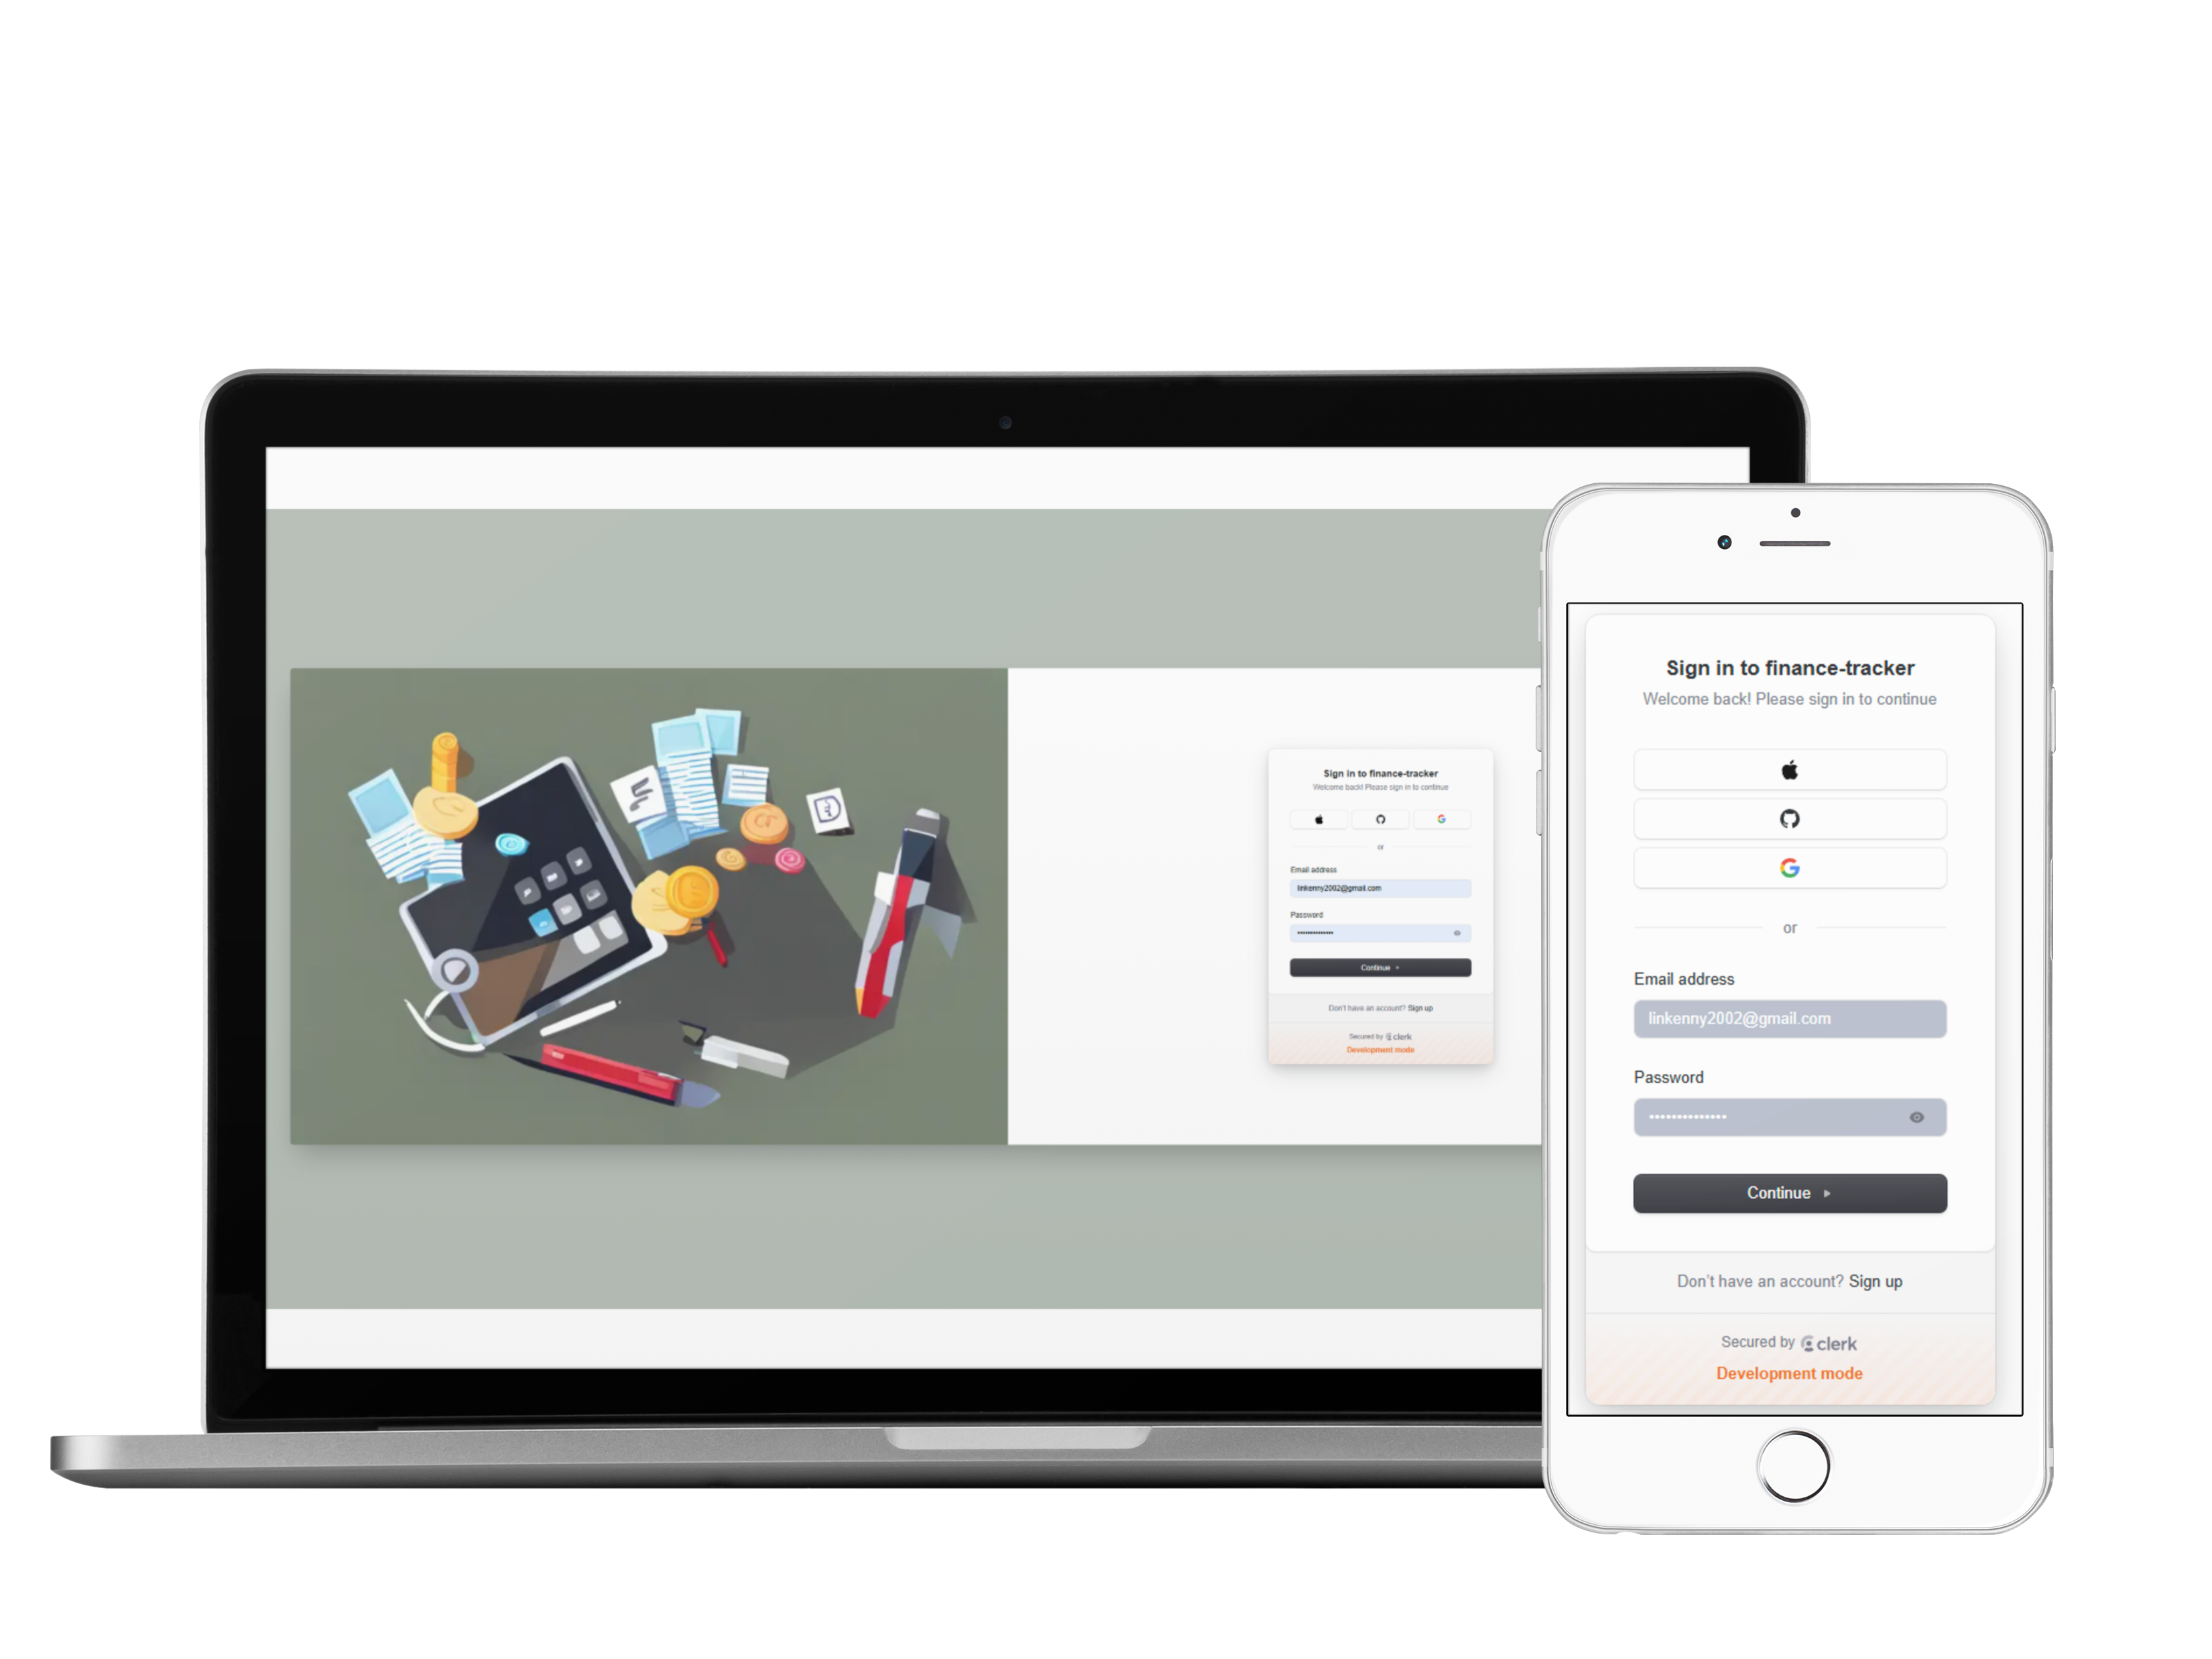 Sign in to finance-tracker
Welcome back! Please sign in to continue
or
Email address
linkenny2002@gmail.com
Password
••••••••••••••
Continue
Don't have an account? Sign up
Secured by clerk
Development mode
Sign in to finance-tracker
Welcome back! Please sign in to continue
or
Email address
linkenny2002@gmail.com
Password
••••••••••••••
Continue
Don't have an account? Sign up
Secured by clerk
Development mode